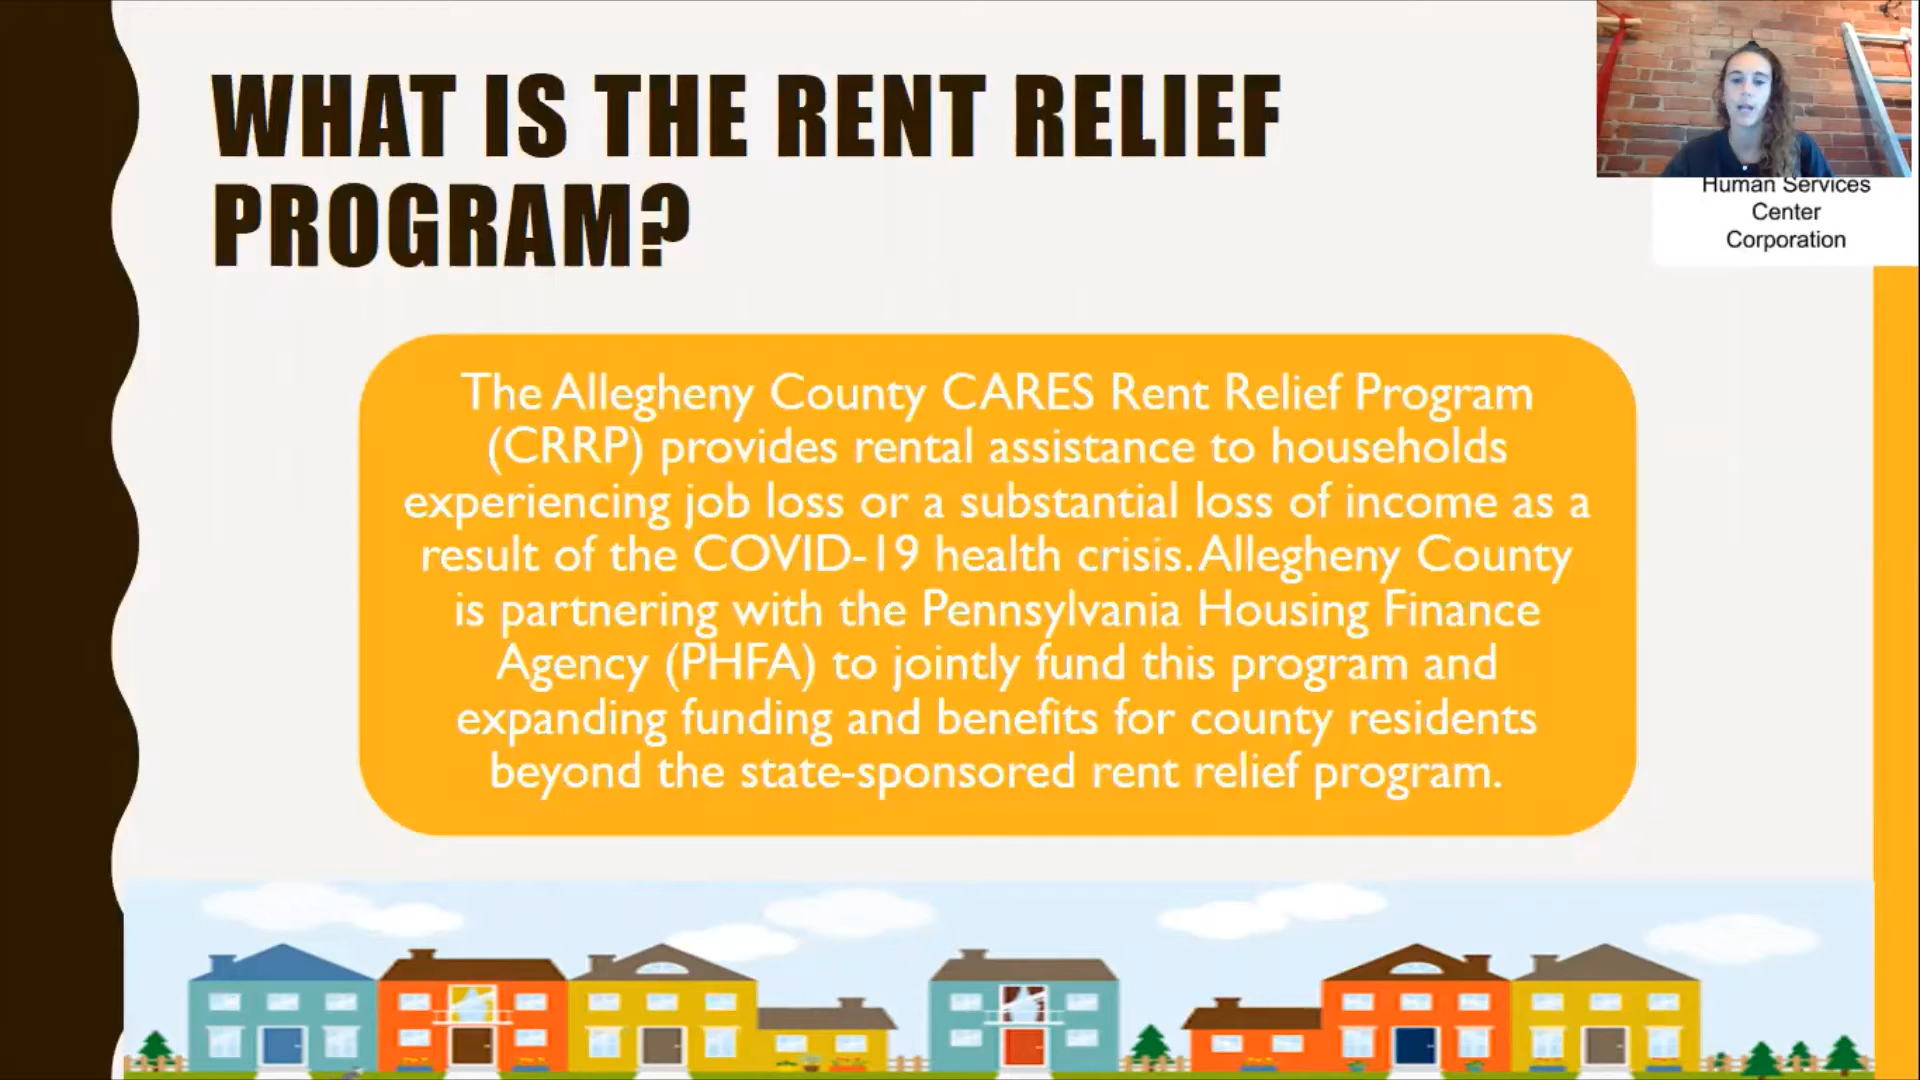 WHAT IS THE RENT RELIEF
PROGRAM?
Human Services
Center
Corporation
The Allegheny County CARES Rent Relief Program
(CRRP) provides rental assistance to households
experiencing job loss or a substantial loss of income as a
result of the COVID-19 health crisis. Allegheny County
is partnering with the Pennsylvania Housing Finance
Agency (PHFA) to jointly fund this program and
expanding funding and benefits for county residents
beyond the state-sponsored rent relief program.